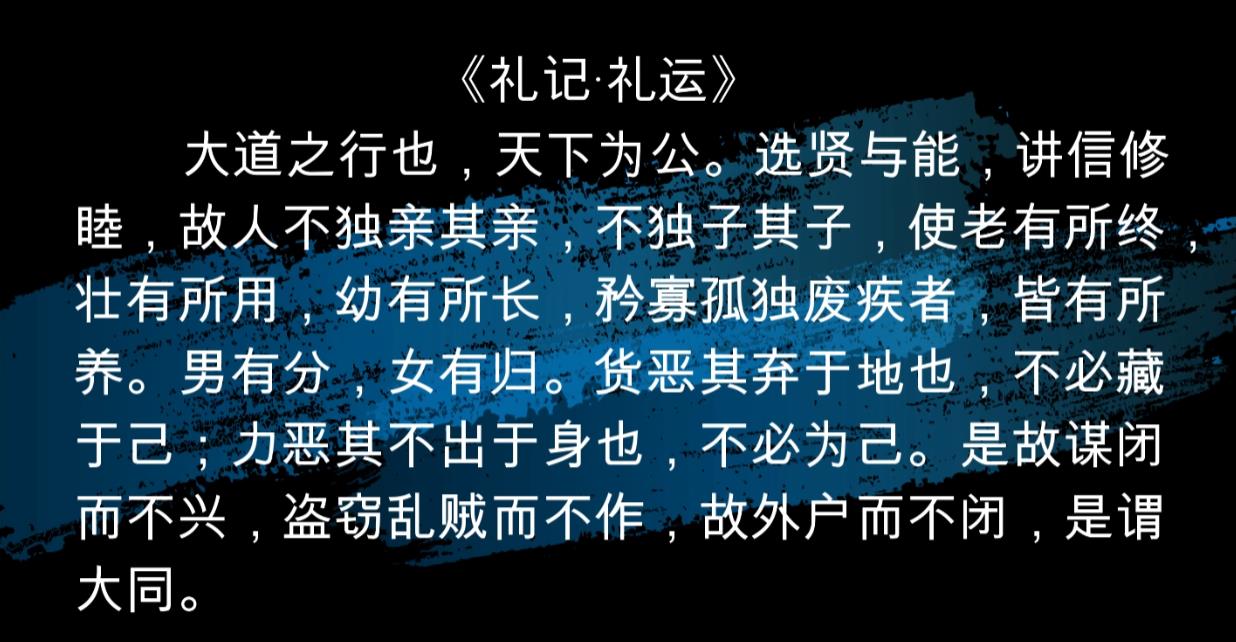 《礼记·礼运》
大道之行也，天下为公。选贤与能，讲信修
睦，故人不独亲其亲，不独子其子，使老有所终，
壮有所用，幼有所长，矜寡孤独废疾者，皆有所
养。男有分，女有归。货恶其弃于地也，不必藏
于己；力恶其不出于身也，不必为己。是故谋闭
而不兴，盗窃乱贼而不作，故外户而不闭，是谓
大同。